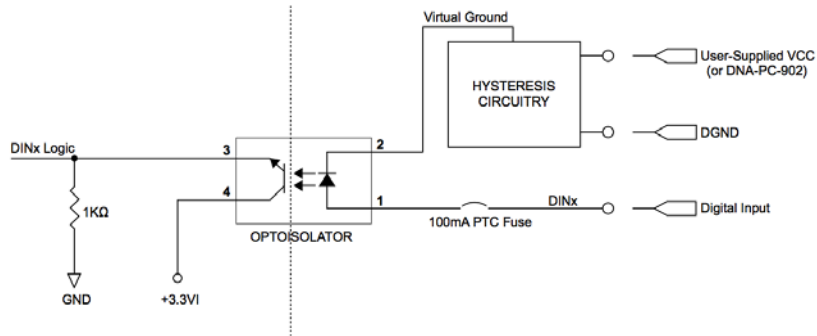 Virtual Ground
User-Supplied VCC
(or DNA-PC-902)
HYSTERESIS
CIRCUITRY
DGND
DINx Logic
3
2
4
1
DINx
Digital Input
100mA PTC Fuse
1KΩ
OPTOISOLATOR
GND
+3.3VI